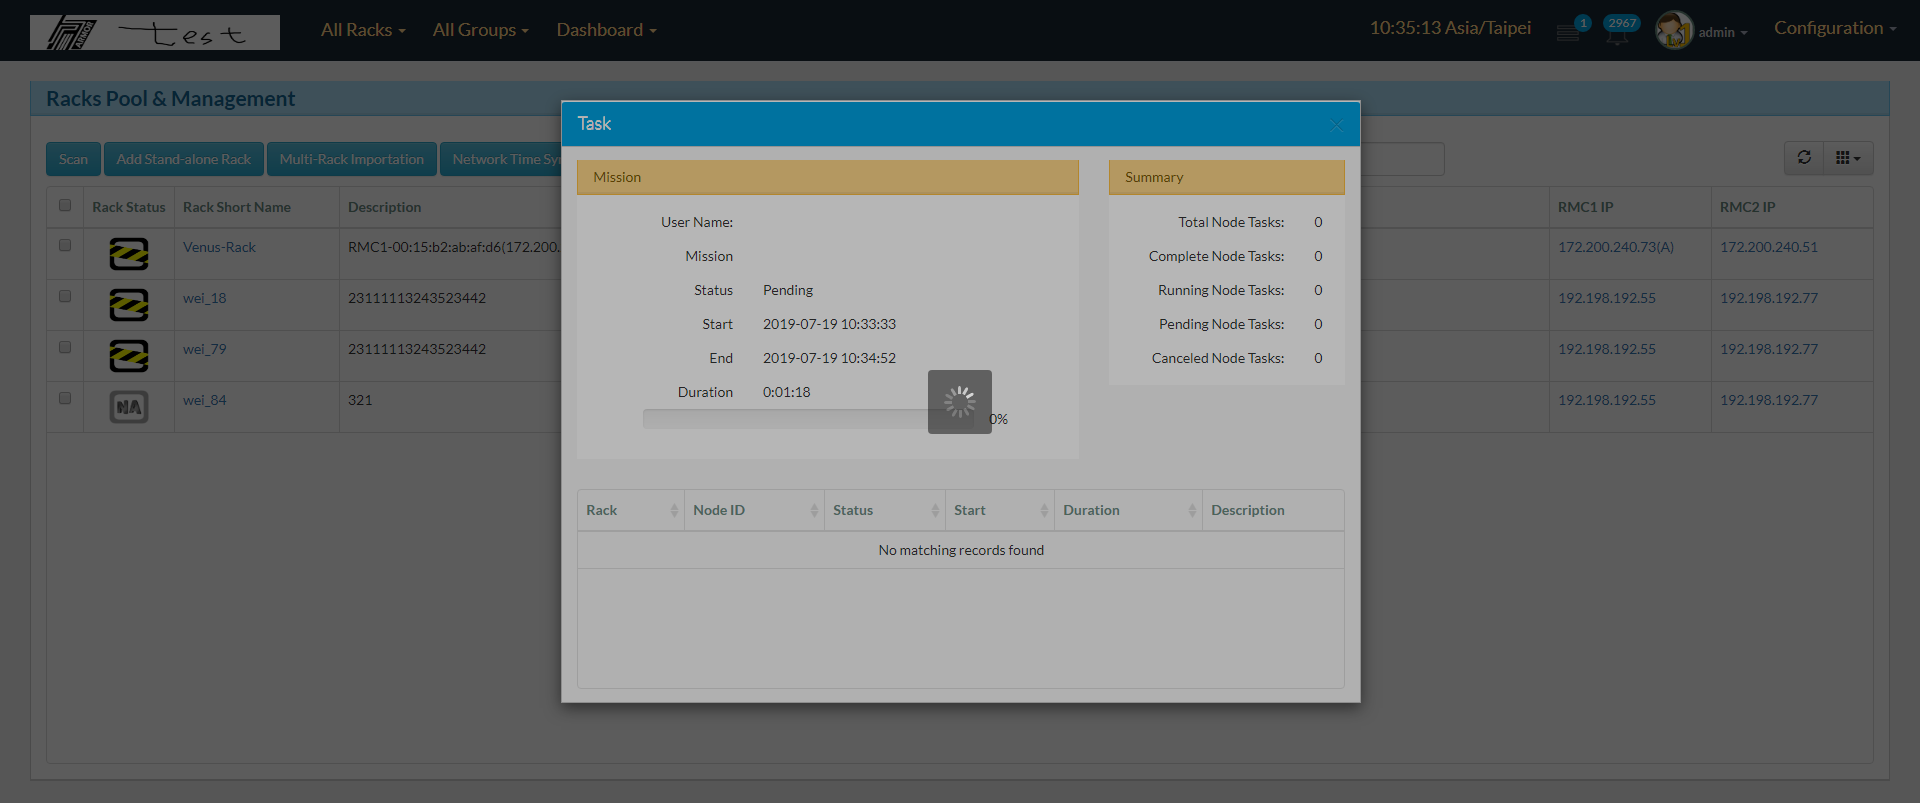 ARMOR test
All Racks All Groups Dashboard
10:35:13 Asia/Taipei 1 2967 Lv1 admin Configuration
Racks Pool & Management
Scan Add Stand-alone Rack Multi-Rack Importation Network Time Sy
Rack Status Rack Short Name Description RMC1 IP RMC2 IP
Venus-Rack RMC1-00:15:b2:ab:af:d6(172.200. 172.200.240.73(A) 172.200.240.51
wei_18 23111113243523442 192.198.192.55 192.198.192.77
wei_79 23111113243523442 192.198.192.55 192.198.192.77
NA wei_84 321 192.198.192.55 192.198.192.77
Task
Mission
User Name:
Mission
Status Pending
Start 2019-07-19 10:33:33
End 2019-07-19 10:34:52
Duration 0:01:18
0%
Summary
Total Node Tasks: 0
Complete Node Tasks: 0
Running Node Tasks: 0
Pending Node Tasks: 0
Canceled Node Tasks: 0
Rack Node ID Status Start Duration Description
No matching records found